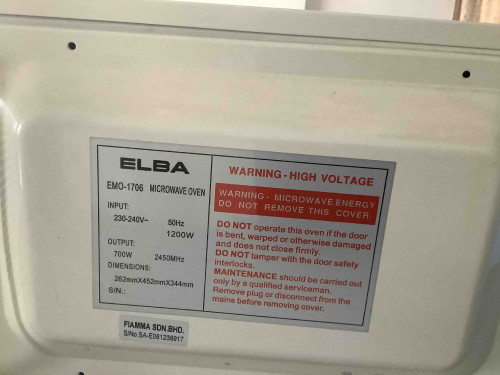 ELBA
EMO-1706 MICROWAVE OVEN
INPUT:
230-240V~ 50Hz
1200W
OUTPUT:
700W 2450MHz
DIMENSIONS:
262mmX452mmX344mm
S/N.:
WARNING - HIGH VOLTAGE
WARNING - MICROWAVE ENERGY
DO NOT REMOVE THIS COVER.
DO NOT operate this oven if the door
is bent, warped or otherwise damaged
and does not close firmly.
DO NOT tamper with the door safety
interlocks.
MAINTENANCE should be carried out
only by a qualified serviceman.
Remove plug or disconnect from the
mains before removing cover.
FIAMMA SDN.BHD.
S/No.SA-E081238917